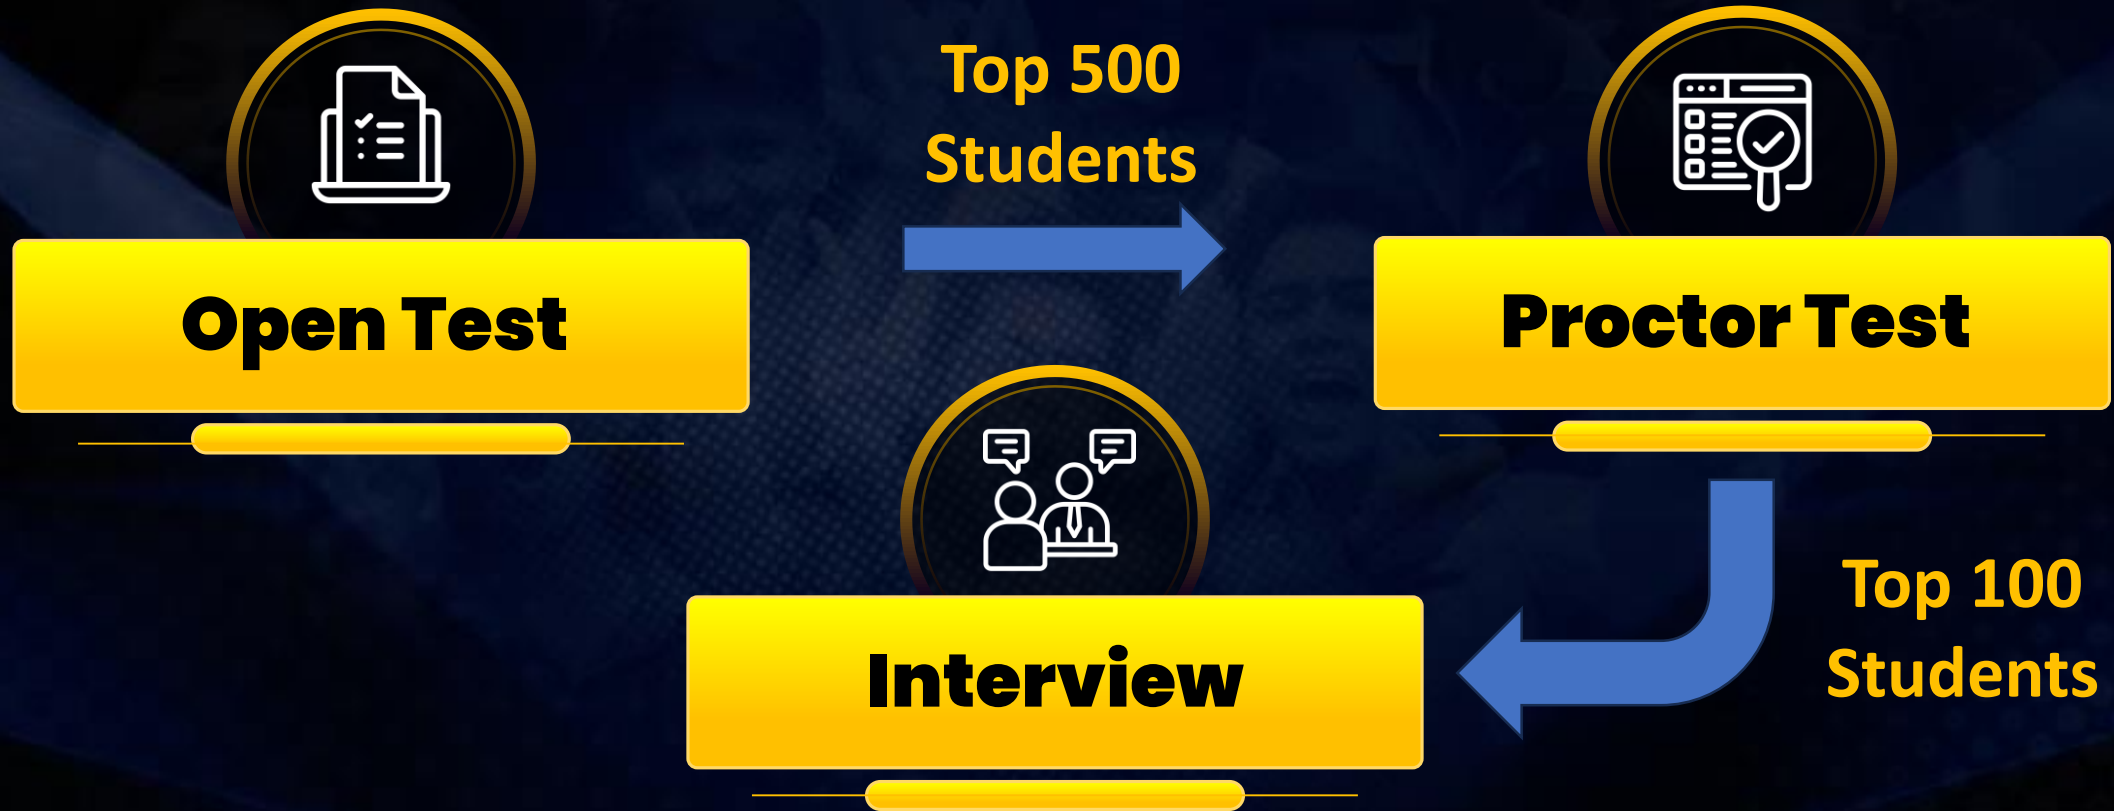 Top 500
Students
Open Test
Proctor Test
Interview
Top 100
Students